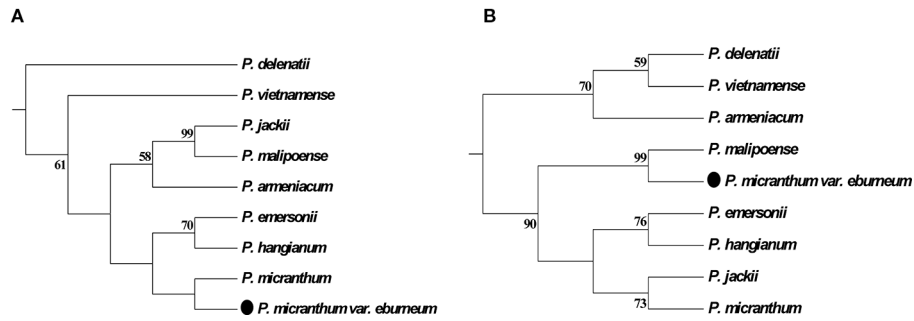 A
P. delenatii
P. vietnamense
61
P. jackii
99
P. malipoense
58
P. armeniacum
P. emersonii
70
P. hangianum
P. micranthum
P. micranthum var. eburneum
B
P. delenatii
59
P. vietnamense
70
P. armeniacum
P. malipoense
99
P. micranthum var. eburneum
90
P. emersonii
76
P. hangianum
P. jackii
73
P. micranthum